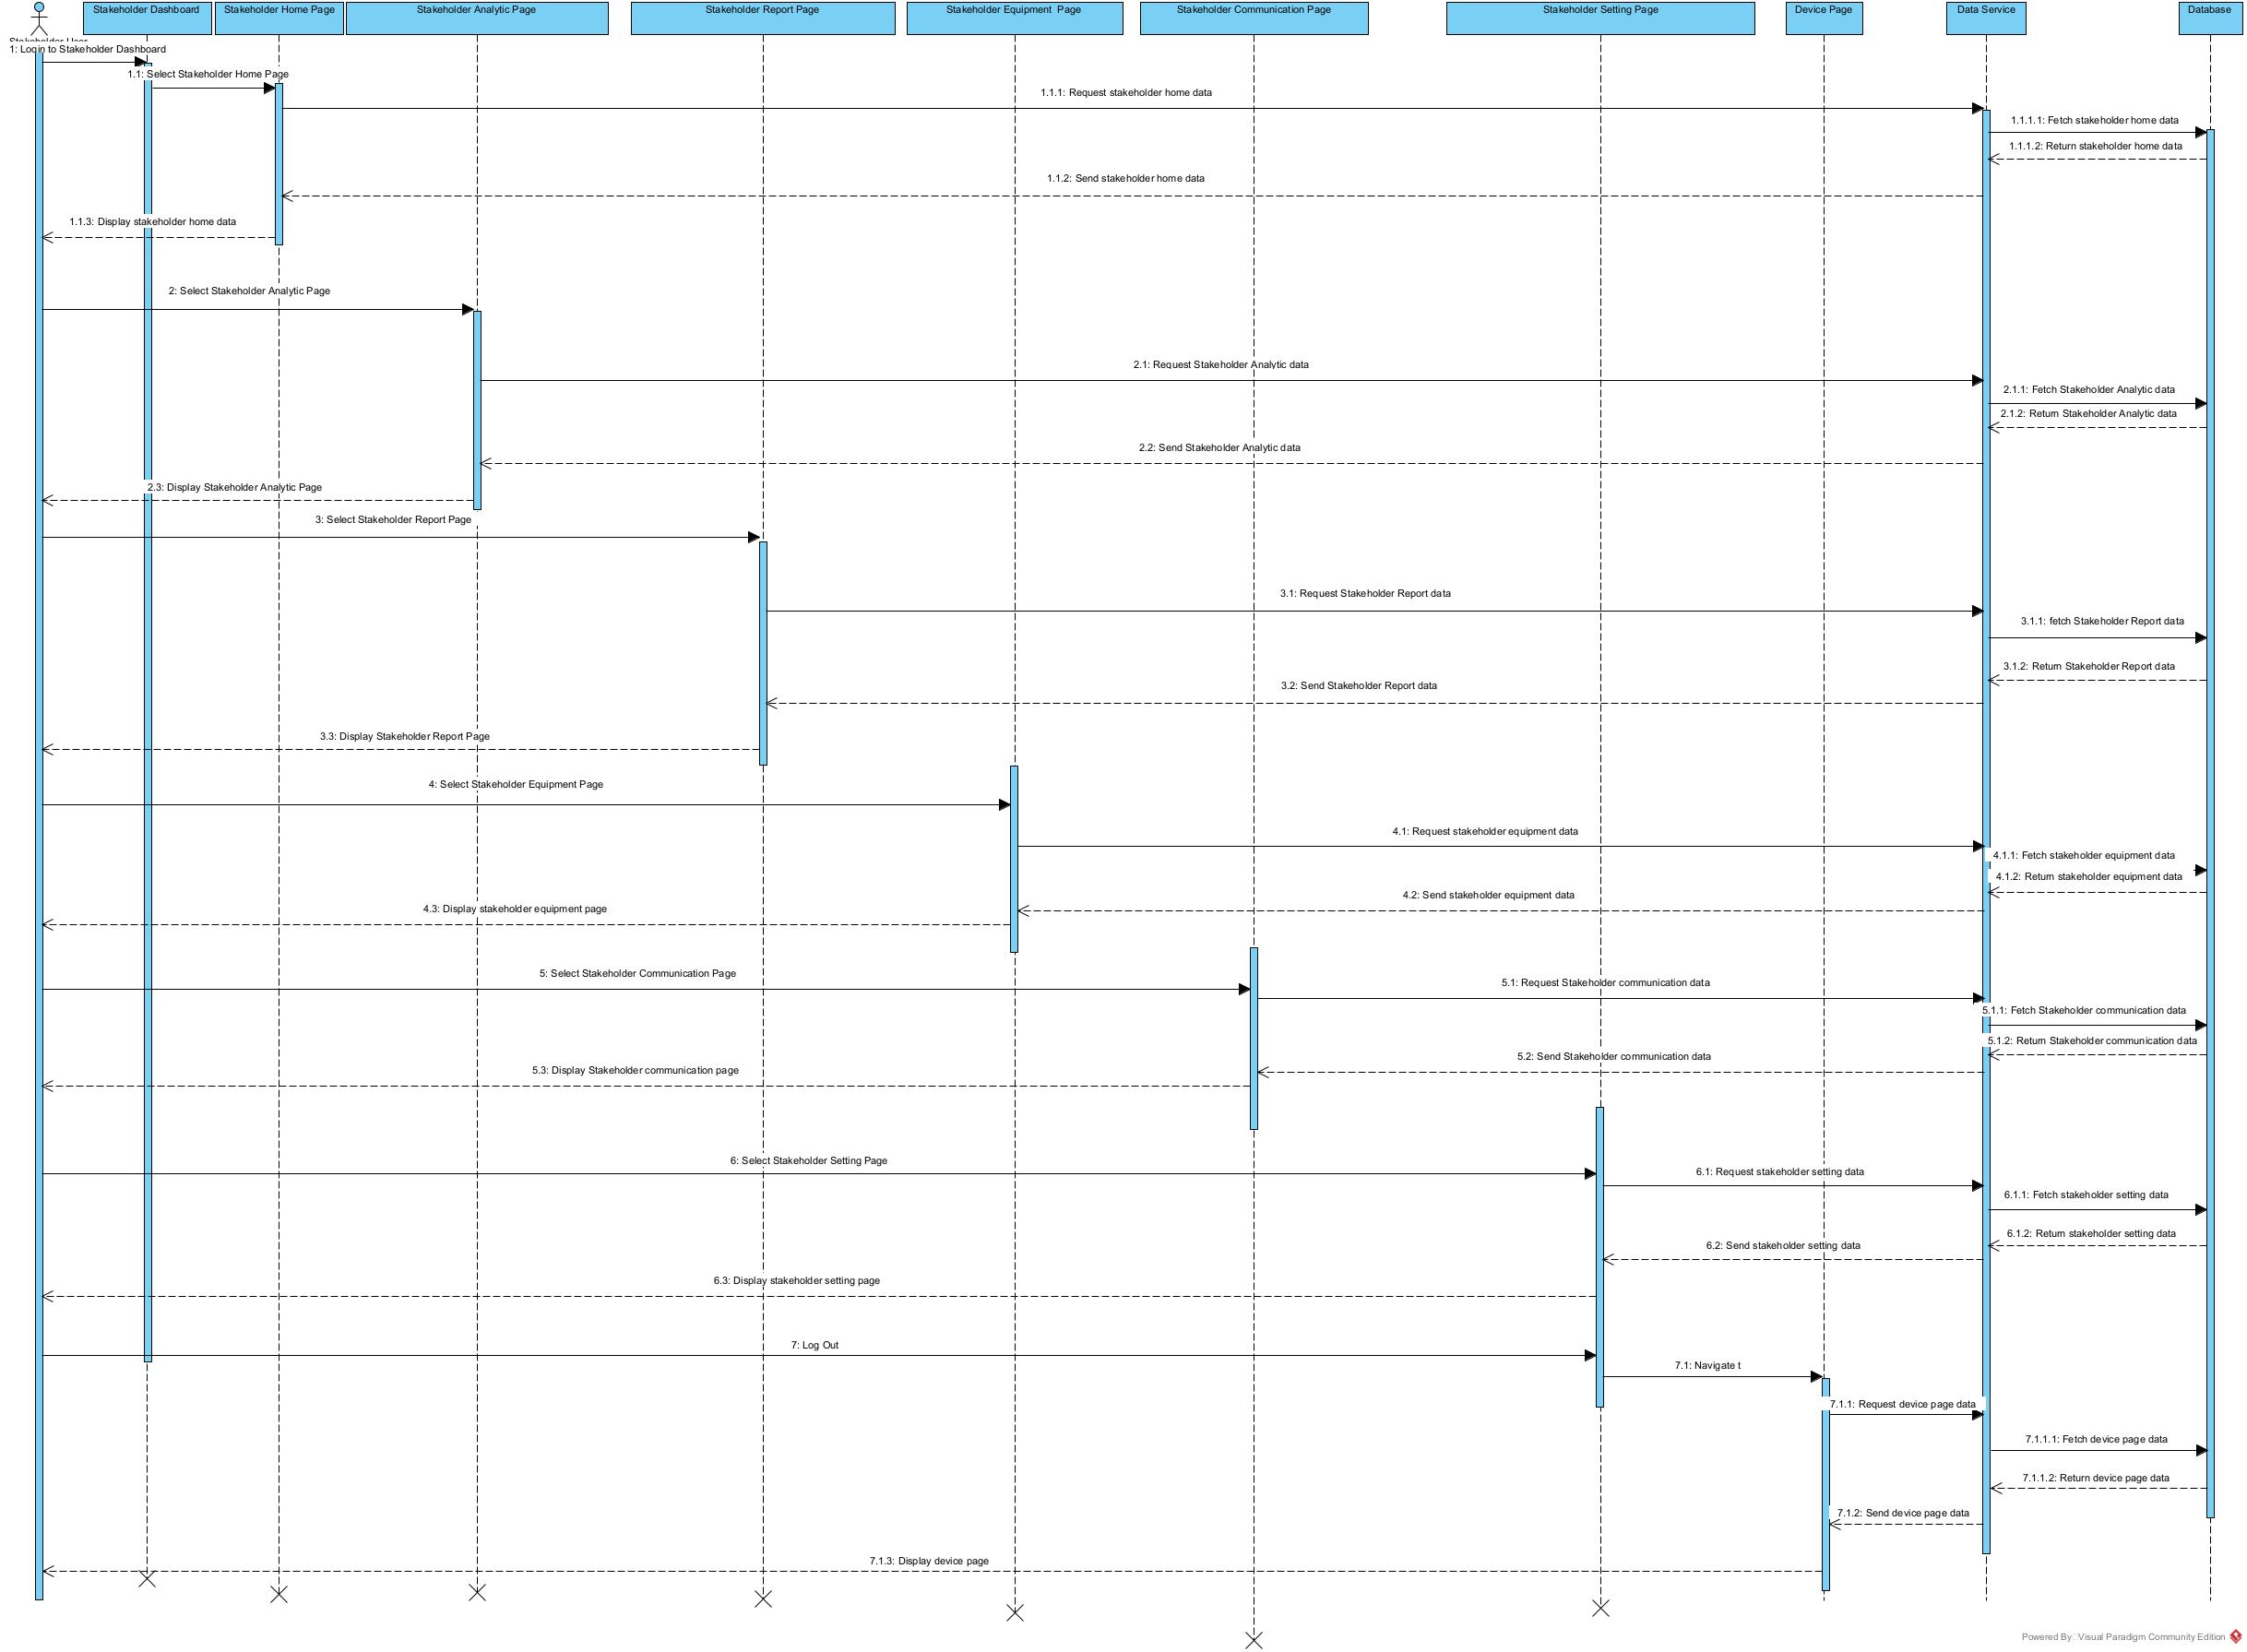 Stakeholder Dashboard
Stakeholder Home Page
Stakeholder Analytic Page
Stakeholder Report Page
Stakeholder Equipment Page
Stakeholder Communication Page
Stakeholder Setting Page
Device Page
Data Service
Database
Stakeholder User
1: Login to Stakeholder Dashboard
1.1: Select Stakeholder Home Page
1.1.1: Request stakeholder home data
1.1.1.1: Fetch stakeholder home data
1.1.1.2: Return stakeholder home data
1.1.2: Send stakeholder home data
1.1.3: Display stakeholder home data
2: Select Stakeholder Analytic Page
2.1: Request Stakeholder Analytic data
2.1.1: Fetch Stakeholder Analytic data
2.1.2: Return Stakeholder Analytic data
2.2: Send Stakeholder Analytic data
2.3: Display Stakeholder Analytic Page
3: Select Stakeholder Report Page
3.1: Request Stakeholder Report data
3.1.1: fetch Stakeholder Report data
3.1.2: Return Stakeholder Report data
3.2: Send Stakeholder Report data
3.3: Display Stakeholder Report Page
4: Select Stakeholder Equipment Page
4.1: Request stakeholder equipment data
4.1.1: Fetch stakeholder equipment data
4.1.2: Return stakeholder equipment data
4.2: Send stakeholder equipment data
4.3: Display stakeholder equipment page
5: Select Stakeholder Communication Page
5.1: Request Stakeholder communication data
5.1.1: Fetch Stakeholder communication data
5.1.2: Return Stakeholder communication data
5.2: Send Stakeholder communication data
5.3: Display Stakeholder communication page
6: Select Stakeholder Setting Page
6.1: Request stakeholder setting data
6.1.1: Fetch stakeholder setting data
6.1.2: Return stakeholder setting data
6.2: Send stakeholder setting data
6.3: Display stakeholder setting page
7: Log Out
7.1: Navigate t
7.1.1: Request device page data
7.1.1.1: Fetch device page data
7.1.1.2: Return device page data
7.1.2: Send device page data
7.1.3: Display device page
Powered By: Visual Paradigm Community Edition